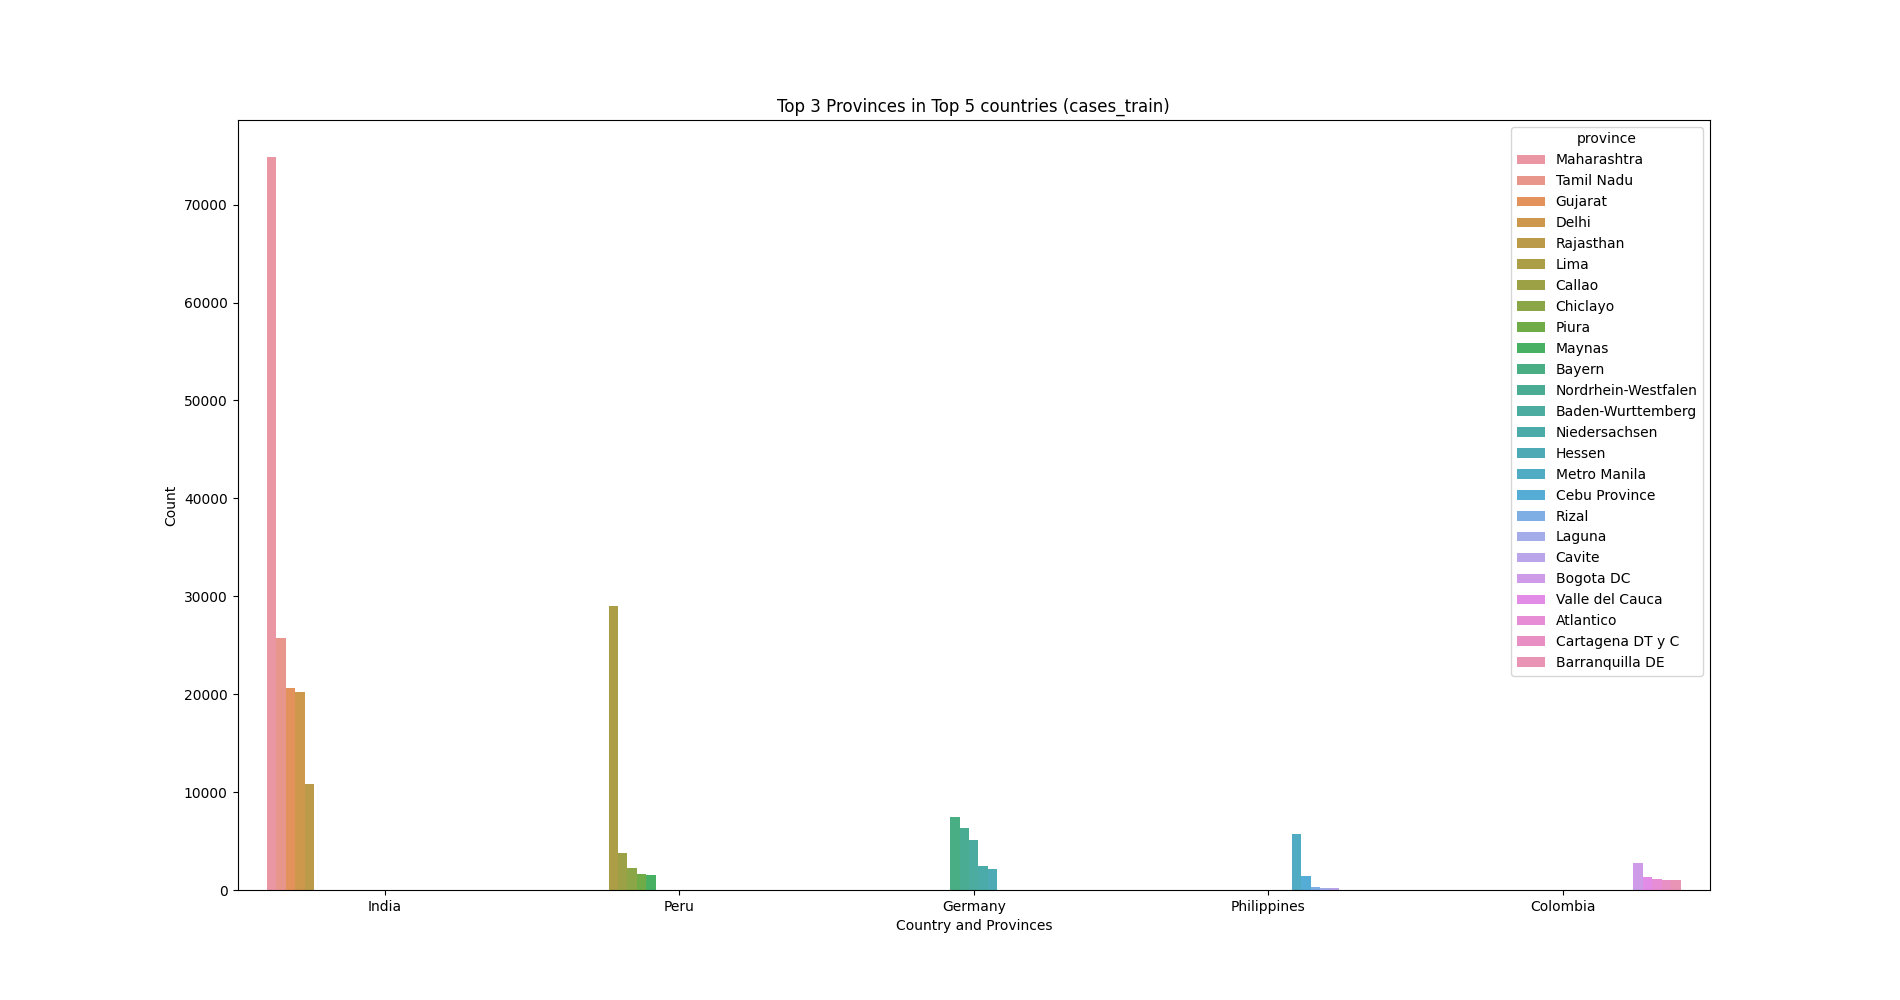 Top 3 Provinces in Top 5 countries (cases_train)
province
Maharashtra
Tamil Nadu
Gujarat
Delhi
Rajasthan
Lima
Callao
Chiclayo
Piura
Maynas
Bayern
Nordrhein-Westfalen
Baden-Wurttemberg
Niedersachsen
Hessen
Metro Manila
Cebu Province
Rizal
Laguna
Cavite
Bogota DC
Valle del Cauca
Atlantico
Cartagena DT y C
Barranquilla DE
Count
70000
60000
50000
40000
30000
20000
10000
0
India
Peru
Germany
Philippines
Colombia
Country and Provinces